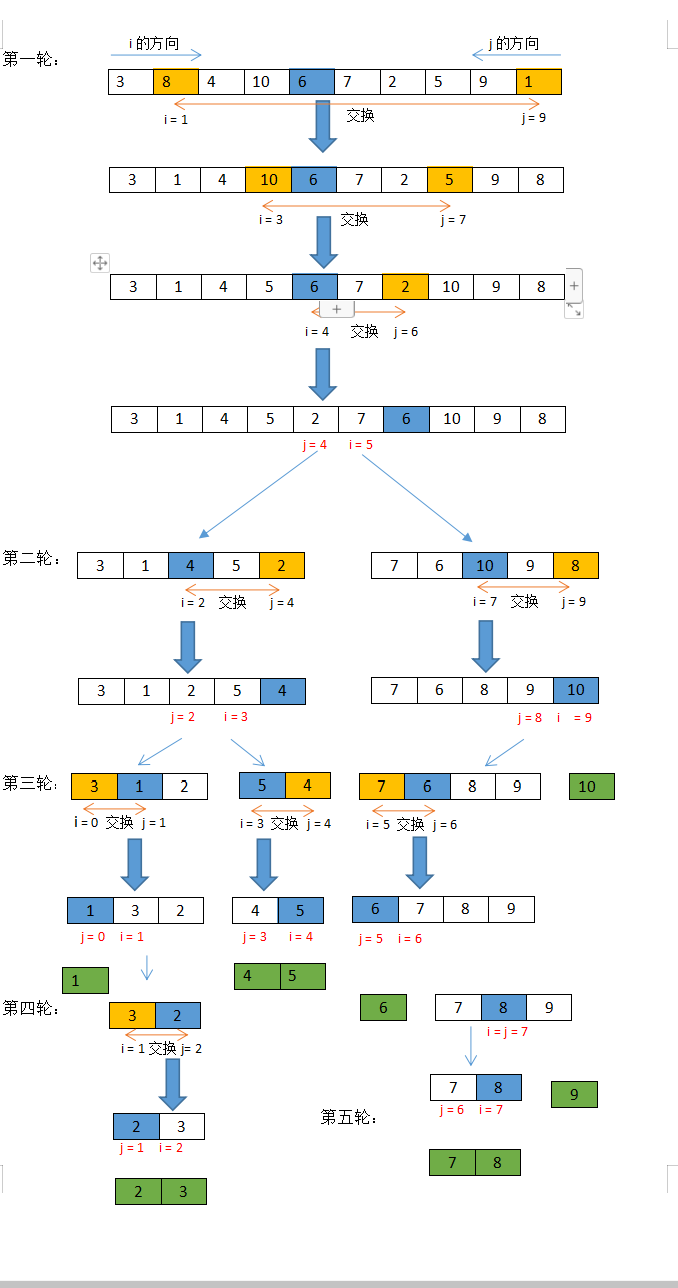 i 的方向 j 的方向
第一轮：
3 8 4 10 6 7 2 5 9 1
i = 1 交换 j = 9
3 1 4 10 6 7 2 5 9 8
i = 3 交换 j = 7
3 1 4 5 6 7 2 10 9 8
i = 4 交换 j = 6
3 1 4 5 2 7 6 10 9 8
j = 4 i = 5
第二轮：
3 1 4 5 2 7 6 10 9 8
i = 2 交换 j = 4 i = 7 交换 j = 9
3 1 2 5 4 7 6 8 9 10
j = 2 i = 3 j = 8 i = 9
第三轮：
3 1 2 5 4 7 6 8 9 10
i = 0 交换 j = 1 i = 3 交换 j = 4 i = 5 交换 j = 6
1 3 2 4 5 6 7 8 9
j = 0 i = 1 j = 3 i = 4 j = 5 i = 6
1 4 5
第四轮：
3 2 6 7 8 9
i = j = 7
i = 1 交换 j = 2
7 8 9
j = 6 i = 7
第五轮：
2 3
j = 1 i = 2
7 8
2 3